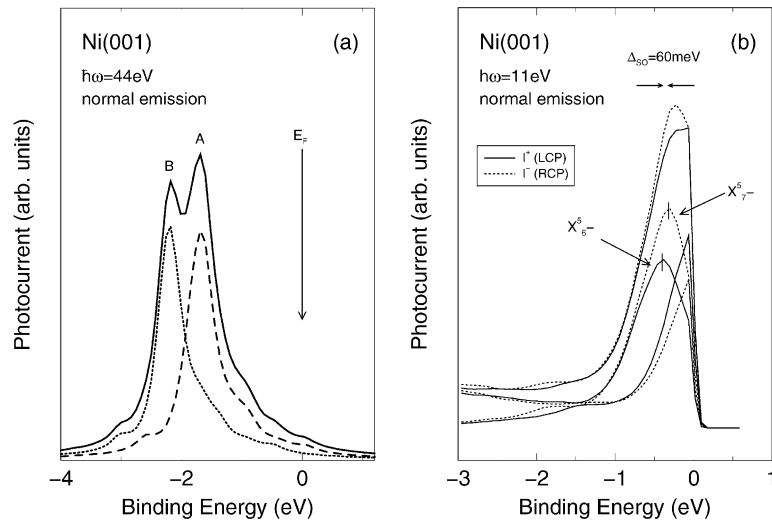 Ni(001) (a)
ħω=44eV
normal emission
E_F
A
B
Photocurrent (arb. units)
−4 −2 0
Binding Energy (eV)
Ni(001) (b)
hω=11eV
normal emission
Δ_SO=60meV
I⁺ (LCP)
I⁻ (RCP)
X⁵₇−
X⁵₆−
Photocurrent (arb. units)
−3 −2 −1 0 1
Binding Energy (eV)